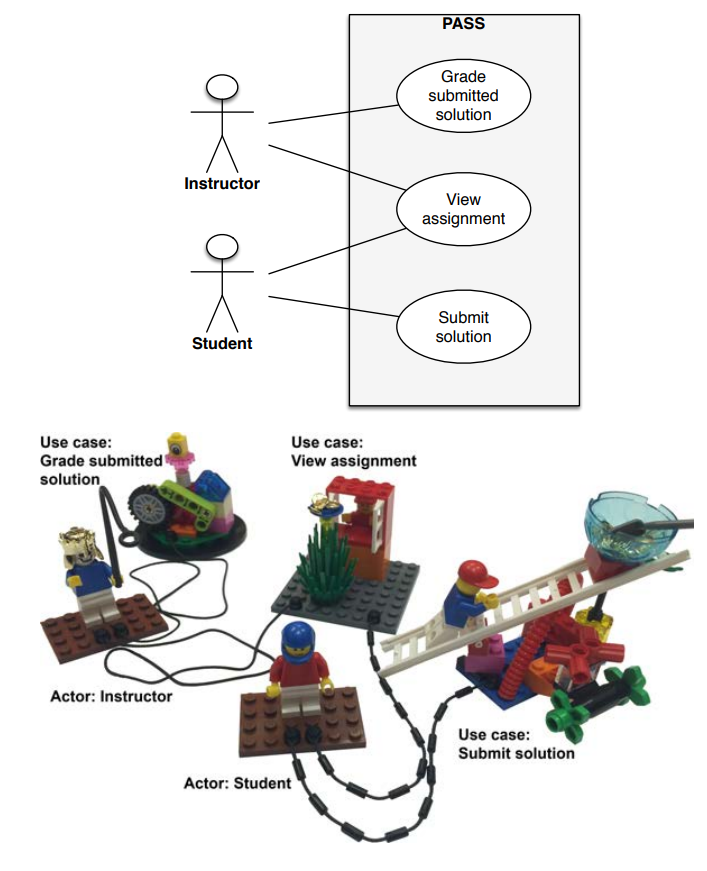 PASS
Grade
submitted
solution
Instructor
View
assignment
Student
Submit
solution
Use case:
Grade submitted
solution
Use case:
View assignment
Actor: Instructor
Use case:
Submit solution
Actor: Student